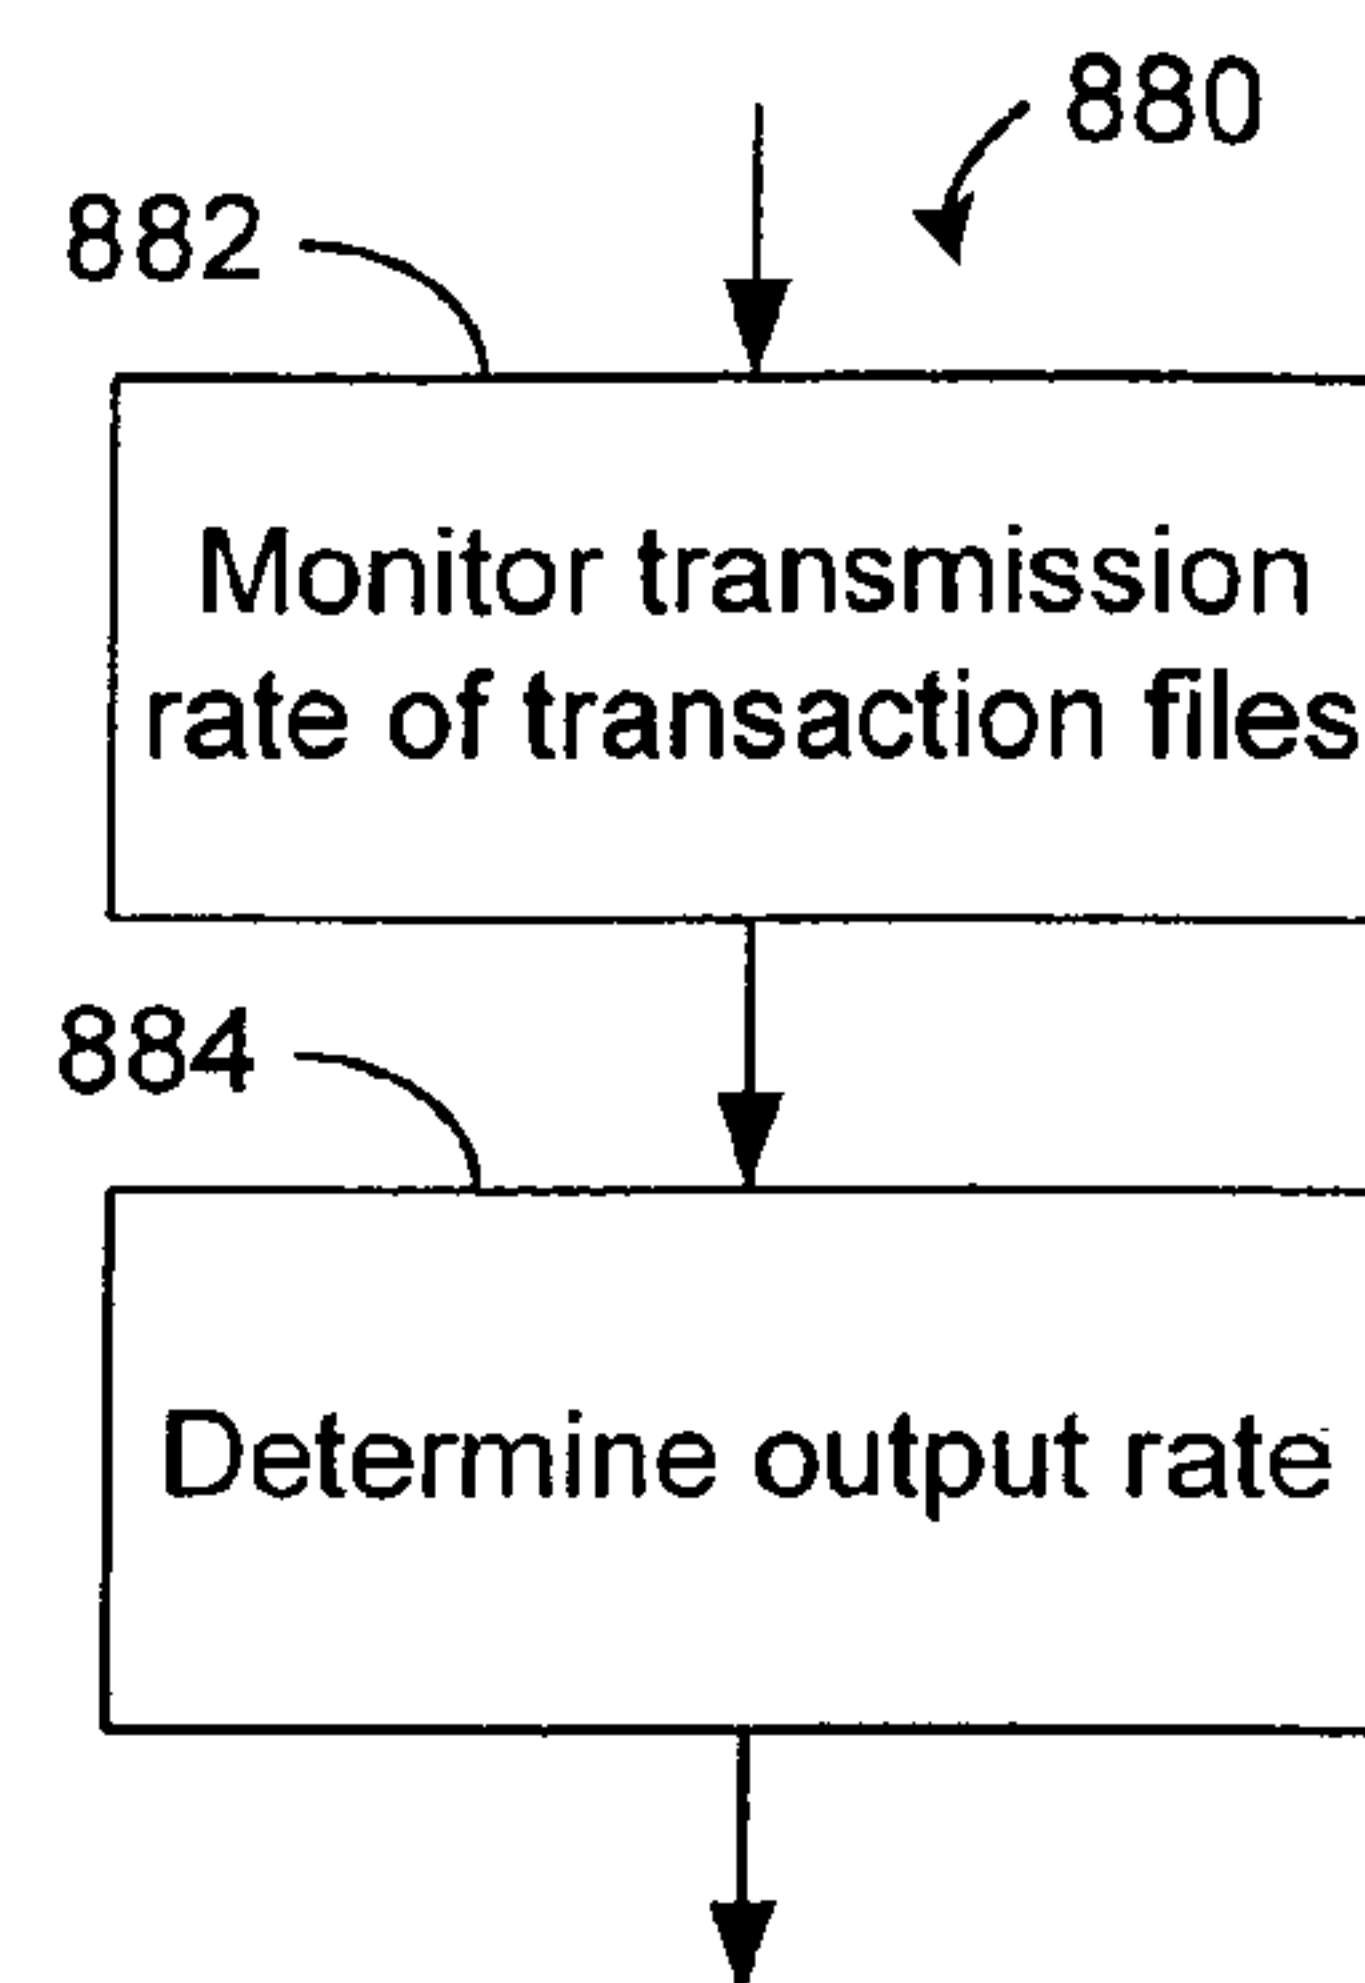 880
882
Monitor transmission
rate of transaction files
884
Determine output rate